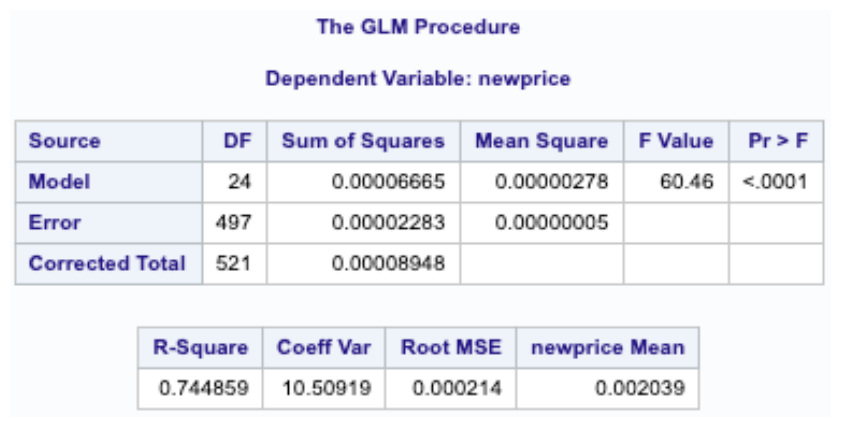 The GLM Procedure
Dependent Variable: newprice
Source DF Sum of Squares Mean Square F Value Pr > F
Model 24 0.00006665 0.00000278 60.46 <.0001
Error 497 0.00002283 0.00000005
Corrected Total 521 0.00008948
R-Square Coeff Var Root MSE newprice Mean
0.744859 10.50919 0.000214 0.002039